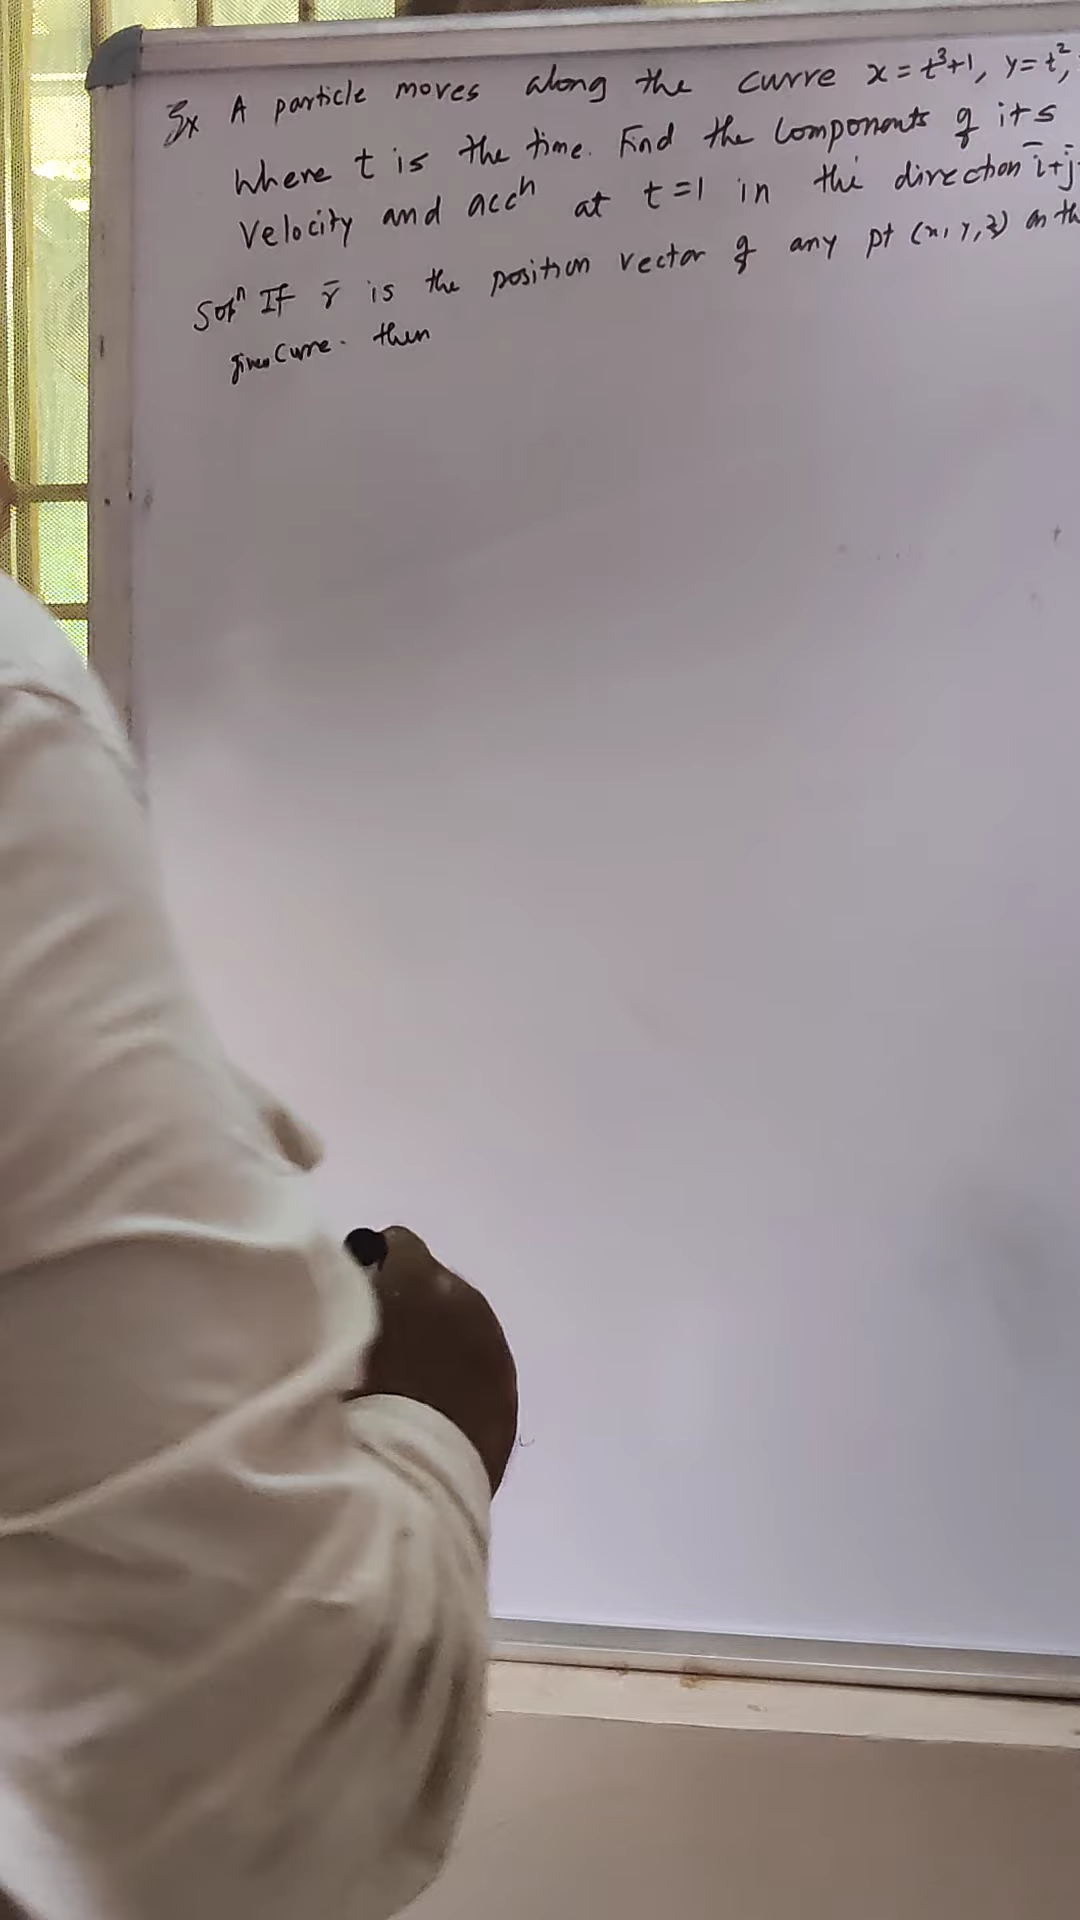 Ex A particle moves along the curve x = t³+1, y = t²,
Where t is the time. Find the Components of its
Velocity and accⁿ at t=1 in the direction i̅+j̅
Solⁿ If r̅ is the position vector of any pt (x, y, z) on the
given Curve. then